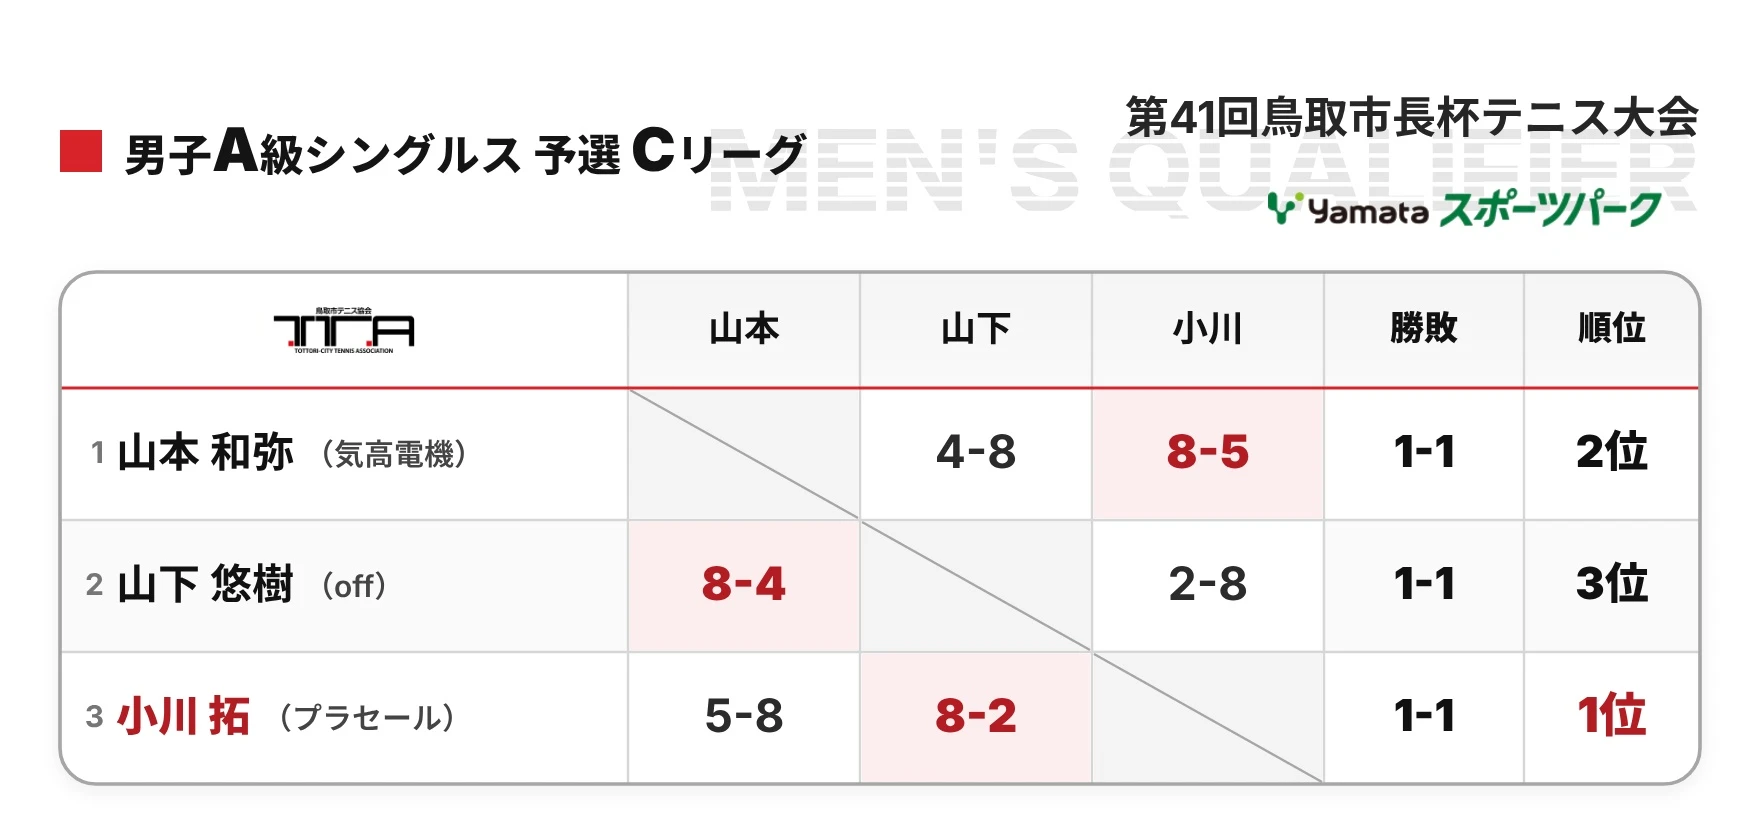 第41回鳥取市長杯テニス大会
男子A級シングルス 予選 Cリーグ
MEN'S QUALIFIER
Yamata スポーツパーク
鳥取市テニス協会
TTA
TOTTORI-CITY TENNIS ASSOCIATION
山本 山下 小川 勝敗 順位
1 山本 和弥 （気高電機） 4-8 8-5 1-1 2位
2 山下 悠樹 （off） 8-4 2-8 1-1 3位
3 小川 拓 （プラセール） 5-8 8-2 1-1 1位